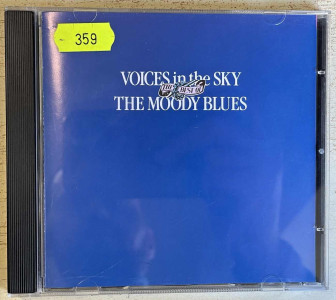 359
VOICES in the SKY
THE BEST OF
THE MOODY BLUES